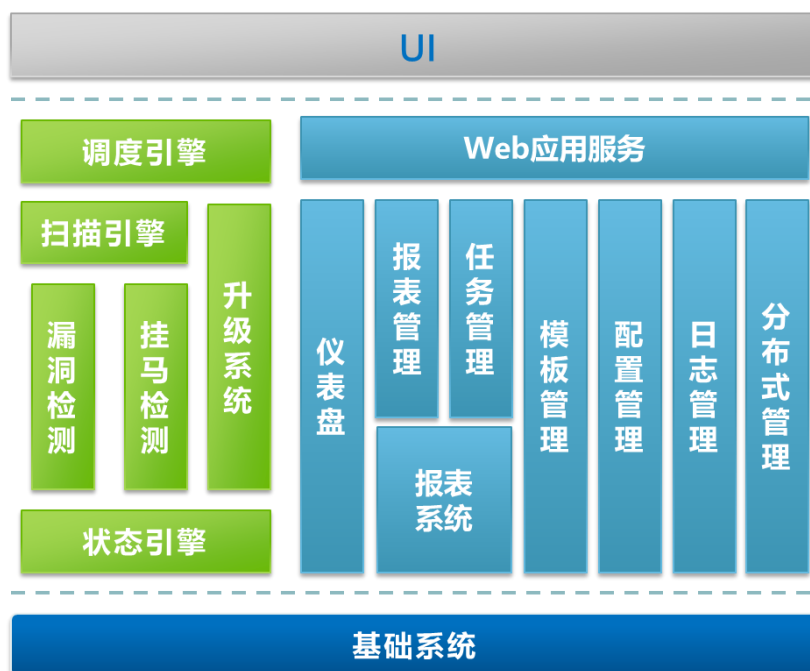 UI
调度引擎
扫描引擎
漏洞检测
挂马检测
升级系统
状态引擎
Web应用服务
仪表盘
报表管理
任务管理
报表
系统
模板管理
配置管理
日志管理
分布式管理
基础系统